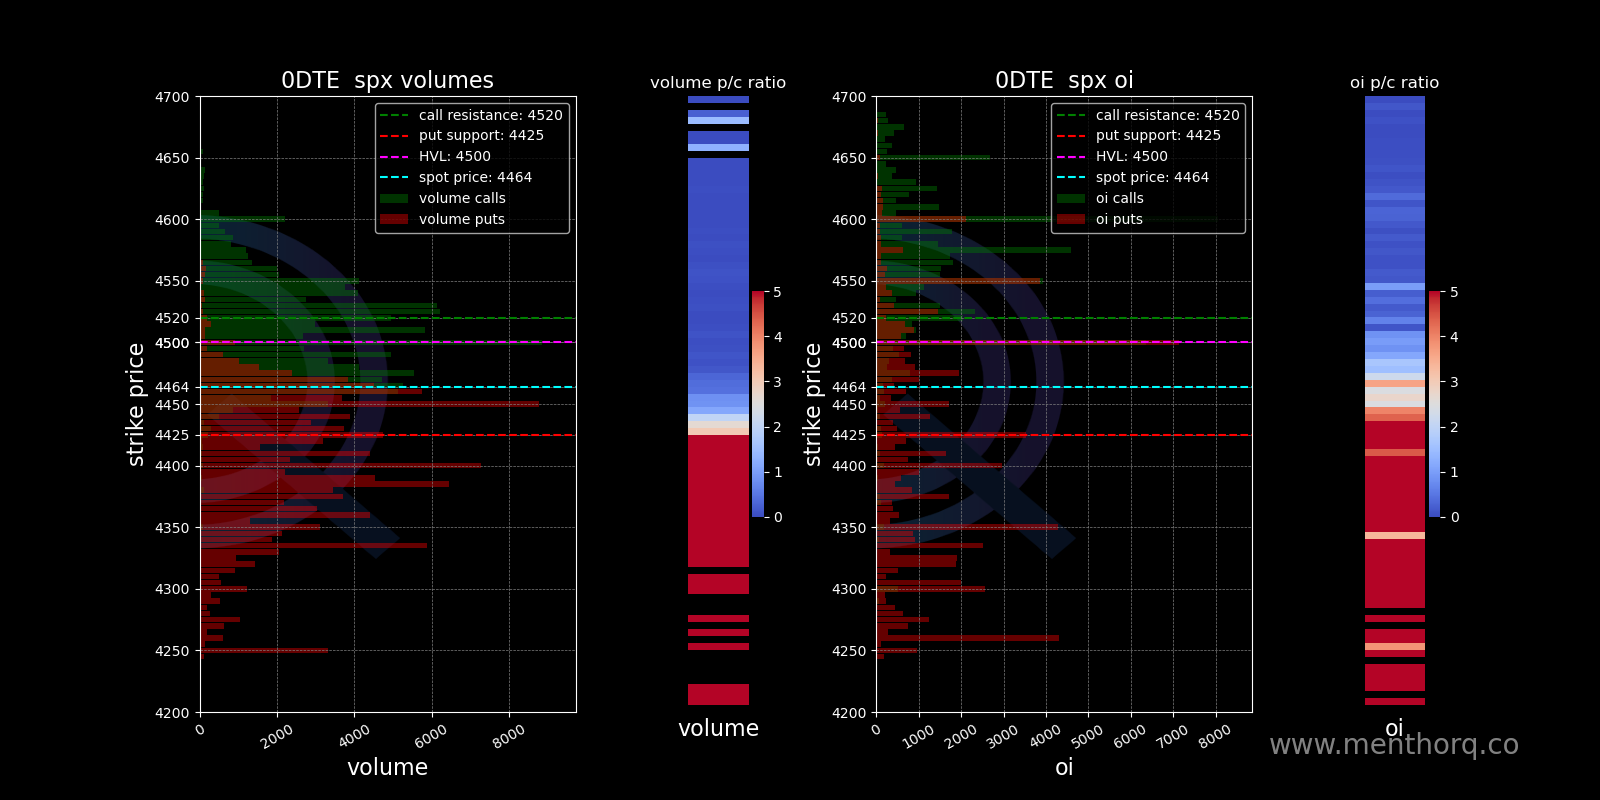 0DTE  spx volumes
volume p/c ratio
0DTE  spx oi
oi p/c ratio
call resistance: 4520
put support: 4425
HVL: 4500
spot price: 4464
volume calls
volume puts
4700
4650
4600
4550
4520
4500
4464
4450
4425
4400
4350
4300
4250
4200
strike price
0
2000
4000
6000
8000
volume
5
4
3
2
1
0
volume
call resistance: 4520
put support: 4425
HVL: 4500
spot price: 4464
oi calls
oi puts
4700
4650
4600
4550
4520
4500
4464
4450
4425
4400
4350
4300
4250
4200
strike price
0
1000
2000
3000
4000
5000
6000
7000
8000
oi
5
4
3
2
1
0
oi
www.menthorq.co